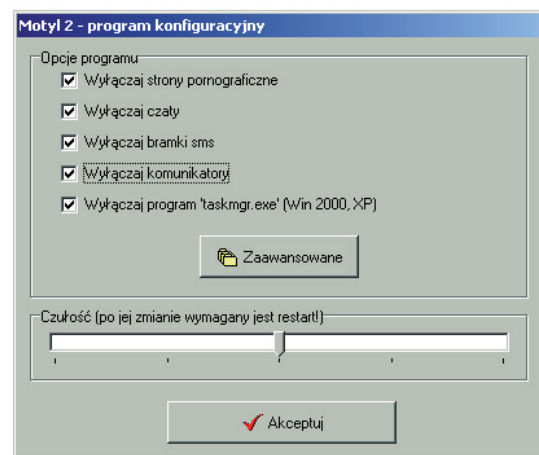 Motyl 2 - program konfiguracyjny
Opcje programu
Wyłączaj strony pornograficzne
Wyłączaj czaty
Wyłączaj bramki sms
Wyłączaj komunikatory
Wyłączaj program 'taskmgr.exe' (Win 2000, XP)
Zaawansowane
Czułość (po jej zmianie wymagany jest restart!)
Akceptuj